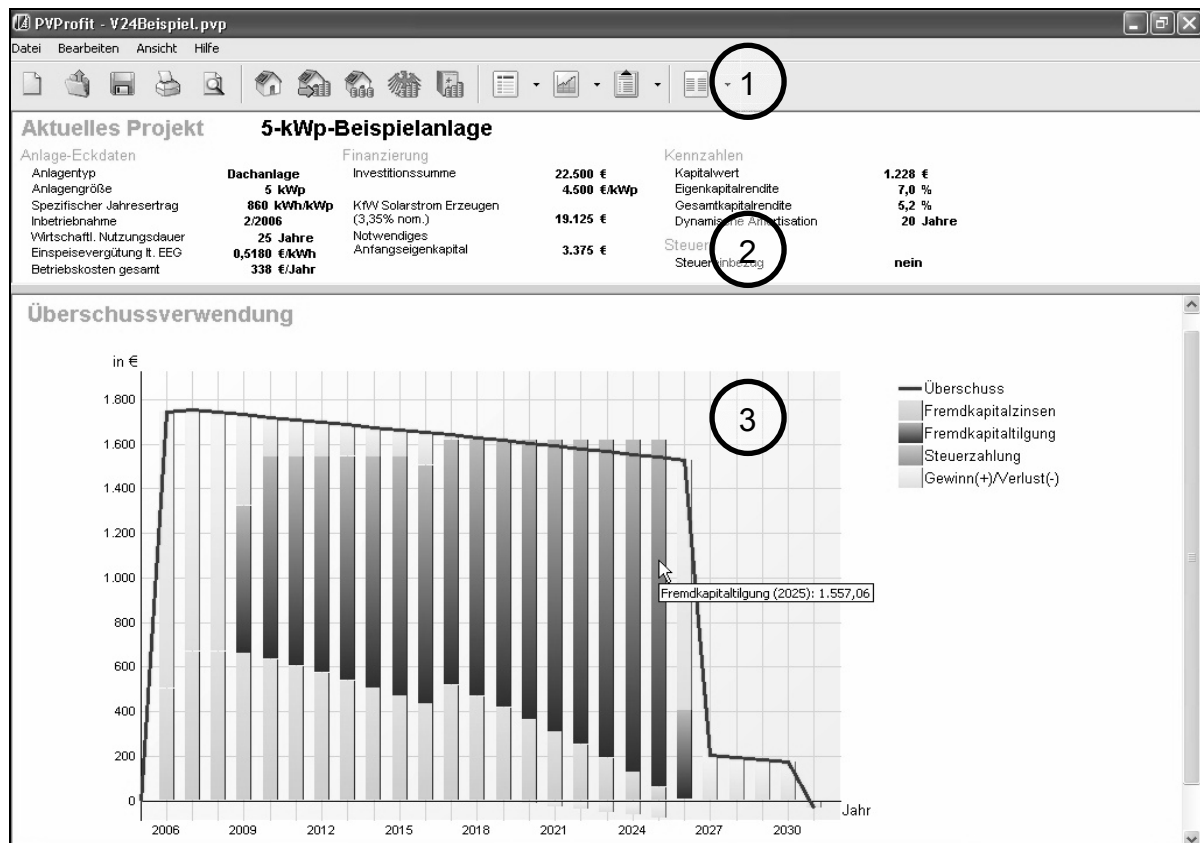 PVProfit - V24Beispiel.pvp
Datei Bearbeiten Ansicht Hilfe
1
Aktuelles Projekt 5-kWp-Beispielanlage
Anlage-Eckdaten Finanzierung Kennzahlen
Anlagentyp Dachanlage Investitionssumme 22.500 € Kapitalwert 1.228 €
Anlagengröße 5 kWp 4.500 €/kWp Eigenkapitalrendite 7,0 %
Spezifischer Jahresertrag 860 kWh/kWp KfW Solarstrom Erzeugen Gesamtkapitalrendite 5,2 %
Inbetriebnahme 2/2006 (3,35% nom.) 19.125 € Dynamische Amortisation 20 Jahre
Wirtschaftl. Nutzungsdauer 25 Jahre Notwendiges
Einspeisevergütung lt. EEG 0,5180 €/kWh Anfangseigenkapital 3.375 € Steuer
2
Betriebskosten gesamt 338 €/Jahr Steuereinbezug nein
Überschussverwendung
in €
3
Überschuss
Fremdkapitalzinsen
Fremdkapitaltilgung
Steuerzahlung
Gewinn(+)/Verlust(-)
1.800
1.600
1.400
1.200
1.000
800
600
400
200
0
Fremdkapitaltilgung (2025): 1.557,06
Jahr
2006 2009 2012 2015 2018 2021 2024 2027 2030